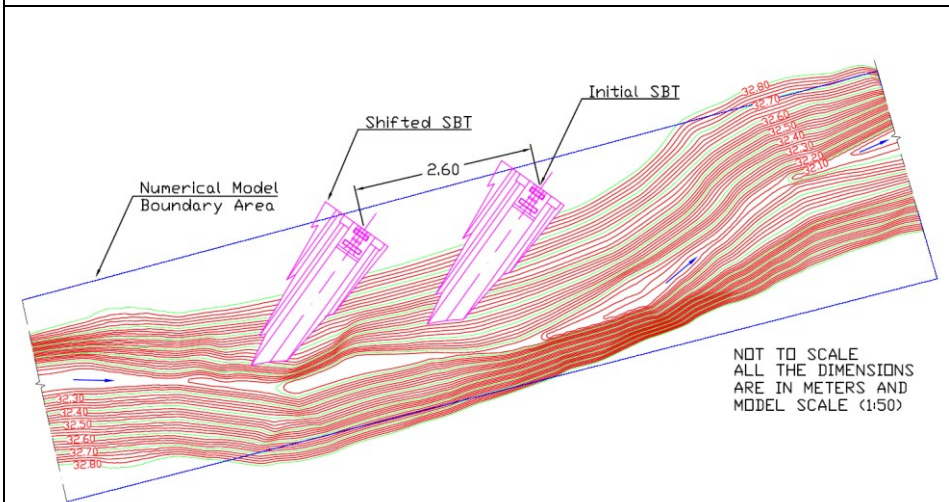 32.80
32.70
32.60
32.50
32.40
32.30
32.20
32.10
Initial SBT
Shifted SBT
2.60
Numerical Model
Boundary Area
NOT TO SCALE
ALL THE DIMENSIONS
ARE IN METERS AND
MODEL SCALE (1:50)
32.30
32.40
32.50
32.60
32.70
32.80